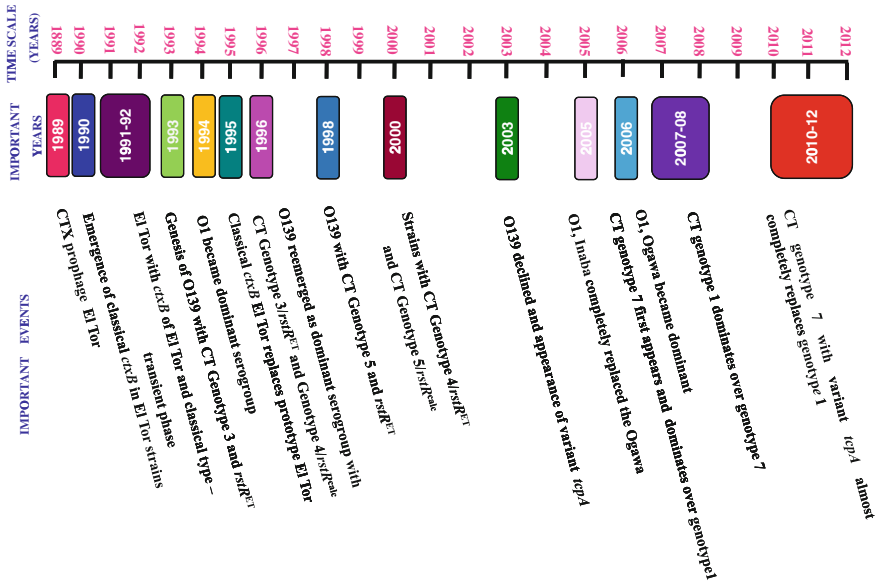 TIME SCALE
(YEARS)
1889
1990
1991
1992
1993
1994
1995
1996
1997
1998
1999
2000
2001
2002
2003
2004
2005
2006
2007
2008
2009
2010
2011
2012
IMPORTANT
YEARS
1989
1990
1991-92
1993
1994
1995
1996
1998
2000
2003
2005
2006
2007-08
2010-12
IMPORTANT EVENTS
CTX prophage El Tor
Emergence of classical ctxB in El Tor strains
El Tor with ctxB of El Tor and classical type –
transient phase
Genesis of O139 with CT Genotype 3 and rstR^ET
O1 became dominant serogroup
Classical ctxB El Tor replaces prototype El Tor
O139 reemerged as dominant serogroup with
CT Genotype 3/rstR^ET and Genotype 4/rstR^calc
O139 with CT Genotype 5 and rstR^ET
Strains with CT Genotype 4/rstR^ET
and CT Genotype 5/rstR^calc
O139 declined and appearance of variant tcpA
O1, Inaba completely replaced the Ogawa
O1, Ogawa became dominant
CT genotype 7 first appears and dominates over genotype1
CT genotype 1 dominates over genotype 7
CT genotype 7 with variant tcpA almost
completely replaces genotype 1